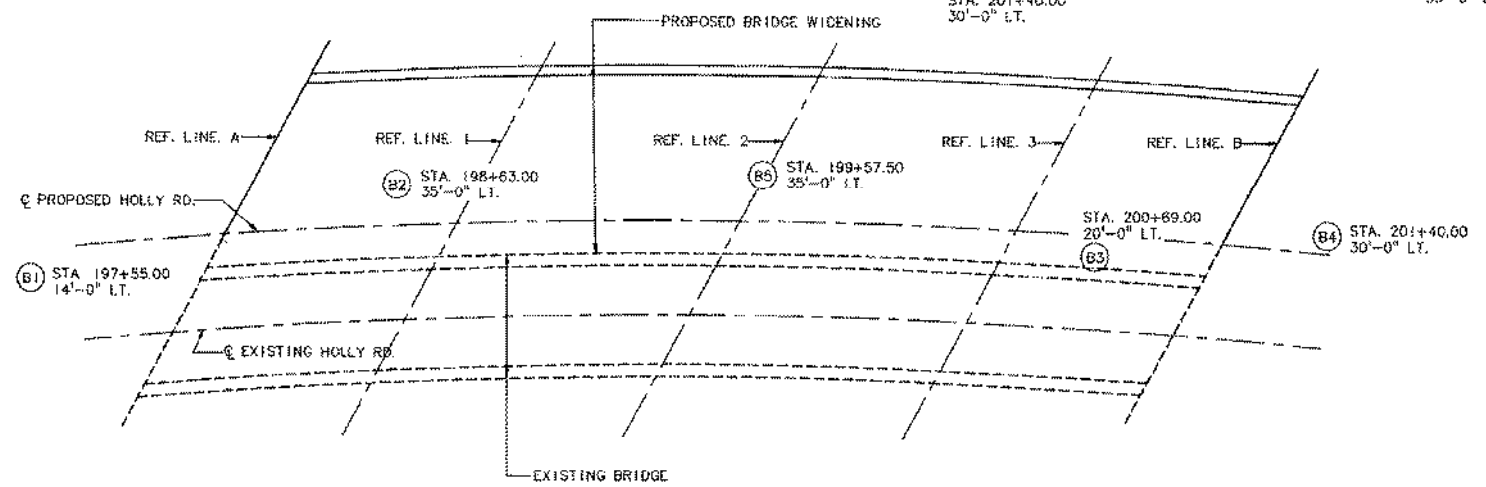 STA. 201+40.00
30'-0" LT.
PROPOSED BRIDGE WIDENING
REF. LINE. A
REF. LINE. 1
REF. LINE. 2
REF. LINE. 3
REF. LINE. B
B2 STA. 198+63.00
35'-0" LT.
B5 STA. 199+57.50
35'-0" LT.
℄ PROPOSED HOLLY RD.
STA. 200+69.00
20'-0" LT.
B3
B4 STA. 201+40.00
30'-0" LT.
B1 STA 197+55.00
14'-0" LT.
℄ EXISTING HOLLY RD.
EXISTING BRIDGE